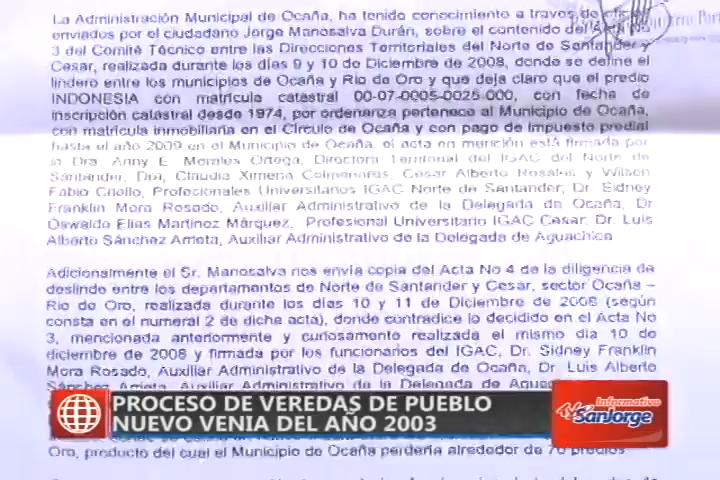 La Administración Municipal de Ocaña, ha tenido conocimiento a través de
enviados por el ciudadano Jorge Manosalva Durán, sobre el contenido del Acta No
3 del Comité Técnico entre las Direcciones Territoriales del Norte de Santander y
Cesar, realizada durante los días 9 y 10 de Diciembre de 2008, donde se define el
lindero entre los municipios de Ocaña y Rio de Oro y que deja claro que el predio
INDONESIA con matricula catastral 00-07-0005-0025-000, con fecha de
inscripción catastral desde 1974, por ordenanza pertenece al Municipio de Ocaña,
con matricula inmobiliaria en el Circulo de Ocaña y con pago de impuesto predial
hasta el año 2009 en el Municipio de Ocaña, el acta en mención está firmada por
la Dra. Anny E. Morales Ortega, Directora Territorial del IGAC del Norte de
Santander, Dra, Claudia Ximena Colmenares, Cesar Alberto Rosales y Wilson
Fabio Criollo, Profesionales Universitarios IGAC Norte de Santander, Dr. Sidney
Franklin Mora Rosado, Auxiliar Administrativo de la Delegada de Ocaña, Dr
Oswaldo Elías Martínez Márquez, Profesional Universitario IGAC Cesar, Dr. Luis
Alberto Sánchez Arrieta, Auxiliar Administrativo de la Delegada de Aguachica
Adicionalmente el Sr. Manosalva nos envía copia del Acta No 4 de la diligencia de
deslindo entre los departamentos de Norte de Santander y Cesar, sector Ocaña –
Rio de Oro, realizada durante los días 10 y 11 de Diciembre de 2008 (según
consta en el numeral 2 de dicha acta), donde contradice lo decidido en el Acta No
3, mencionada anteriormente y curiosamente realizada el mismo día 10 de
diciembre de 2008 y firmada por los funcionarios del IGAC, Dr. Sidney Franklin
Mora Rosado, Auxiliar Administrativo de la Delegada de Ocaña, Dr. Luis Alberto
Sánchez Arrieta, Auxiliar Administrativo de la Delegada de
PROCESO DE VEREDAS DE PUEBLO
NUEVO VENIA DEL AÑO 2003
Informativo
TV SanJorge
Oro, producto del cual el Municipio de Ocaña perdería alrededor de 70 predios